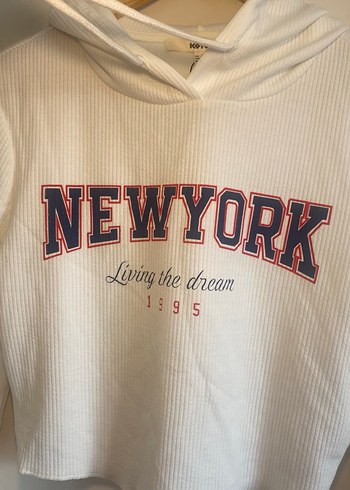 NEWYORK
Living the dream
1995